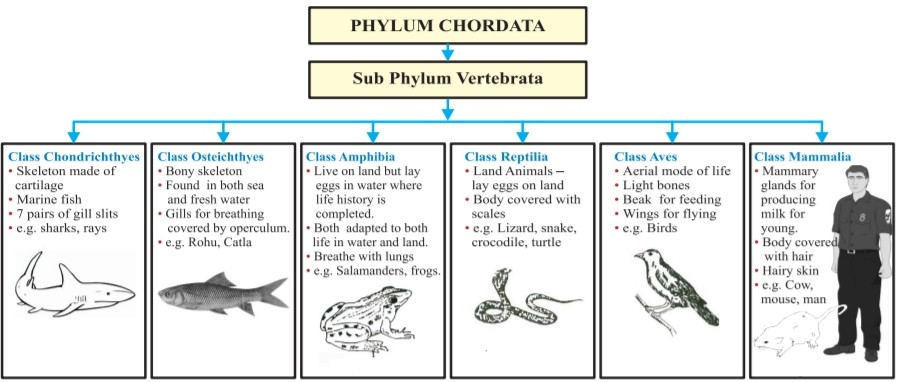 PHYLUM CHORDATA
Sub Phylum Vertebrata
Class Chondrichthyes
• Skeleton made of
cartilage
• Marine fish
• 7 pairs of gill slits
• e.g. sharks, rays
Class Osteichthyes
• Bony skeleton
• Found in both sea
and fresh water
• Gills for breathing
covered by operculum.
• e.g. Rohu, Catla
Class Amphibia
• Live on land but lay
eggs in water where
life history is
completed.
• Both adapted to both
life in water and land.
• Breathe with lungs
• e.g. Salamanders, frogs.
Class Reptilia
• Land Animals –
lay eggs on land
• Body covered with
scales
• e.g. Lizard, snake,
crocodile, turtle
Class Aves
• Aerial mode of life
• Light bones
• Beak for feeding
• Wings for flying
• e.g. Birds
Class Mammalia
• Mammary
glands for
producing
milk for
young.
• Body covered
with hair
• Hairy skin
• e.g. Cow,
mouse, man